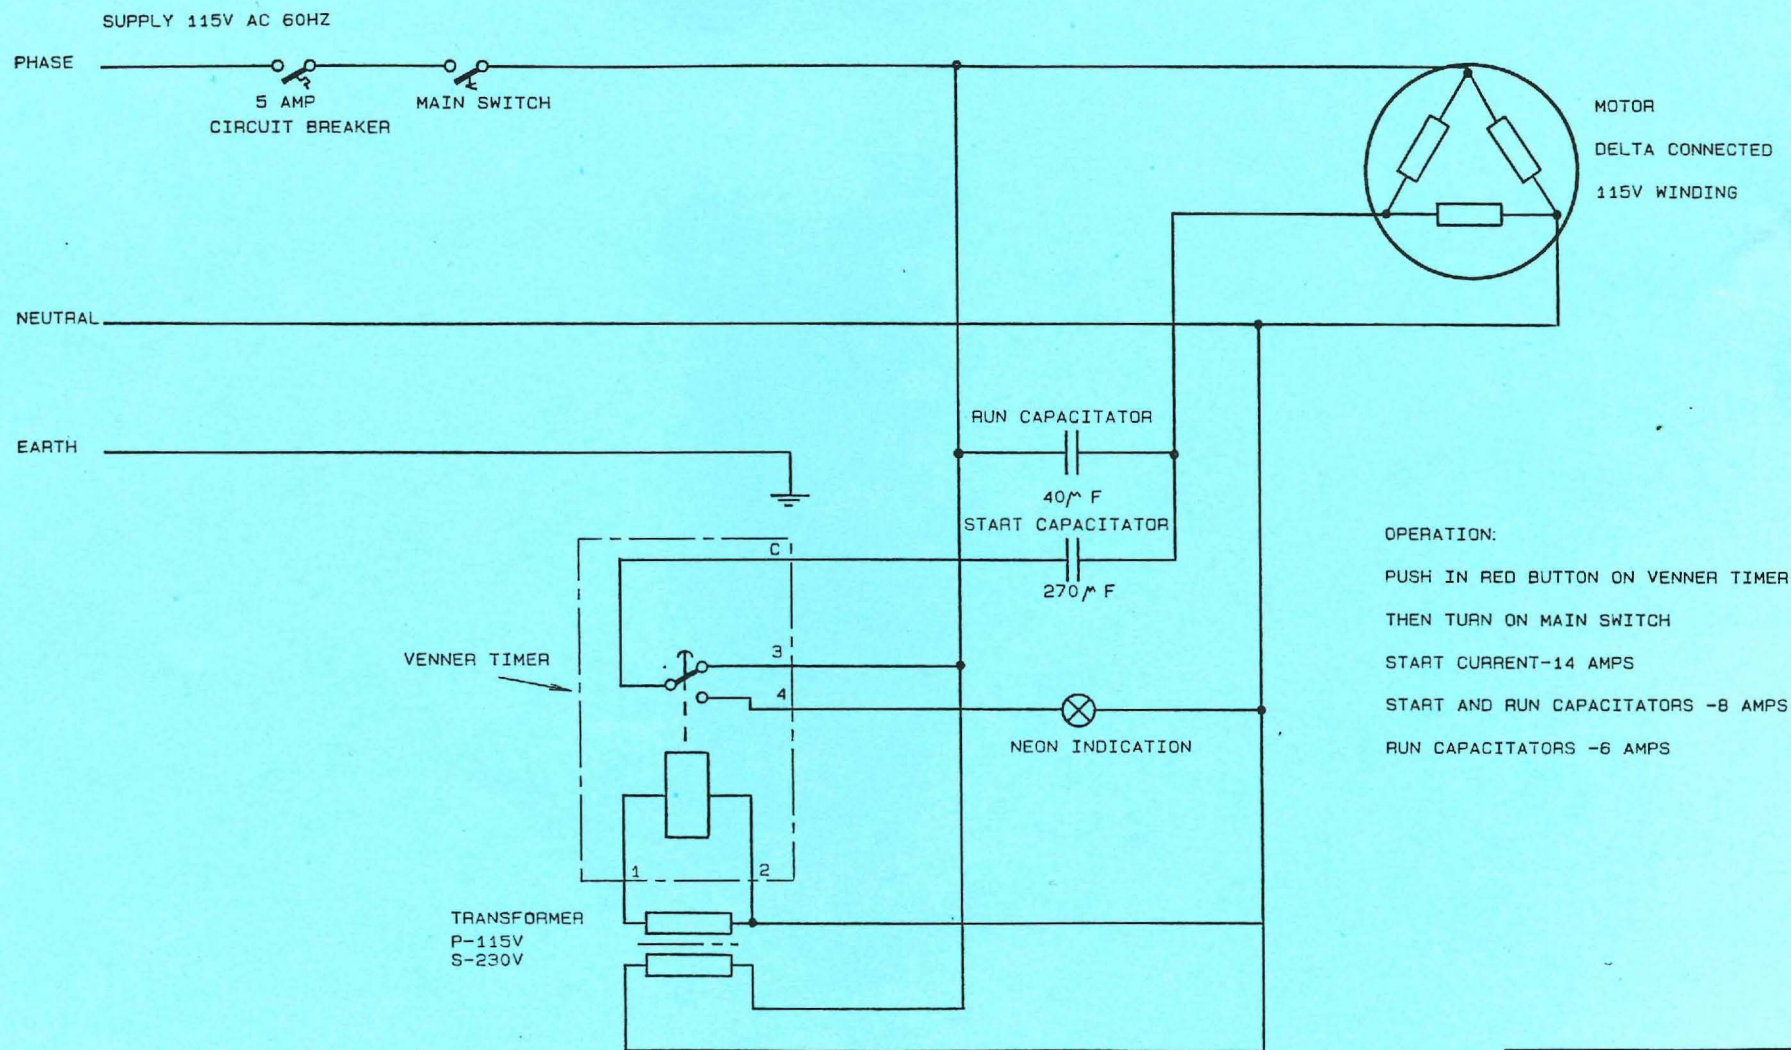 SUPPLY 115V AC 60HZ
PHASE
5 AMP
CIRCUIT BREAKER
MAIN SWITCH
MOTOR
DELTA CONNECTED
115V WINDING
NEUTRAL
EARTH
RUN CAPACITATOR
40μF
START CAPACITATOR
270μF
C
3
4
VENNER TIMER
NEON INDICATION
1
2
TRANSFORMER
P-115V
S-230V
OPERATION:
PUSH IN RED BUTTON ON VENNER TIMER
THEN TURN ON MAIN SWITCH
START CURRENT-14 AMPS
START AND RUN CAPACITATORS -8 AMPS
RUN CAPACITATORS -6 AMPS